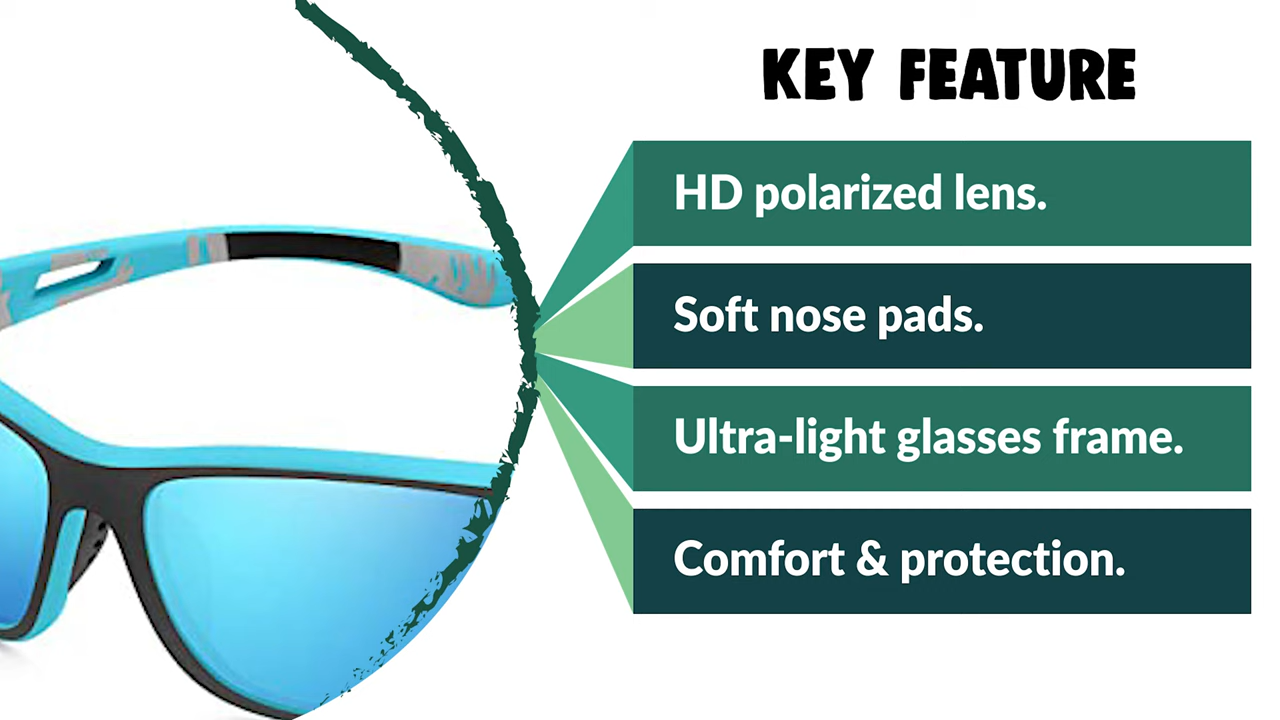 KEY FEATURE
HD polarized lens.
Soft nose pads.
Ultra-light glasses frame.
Comfort & protection.